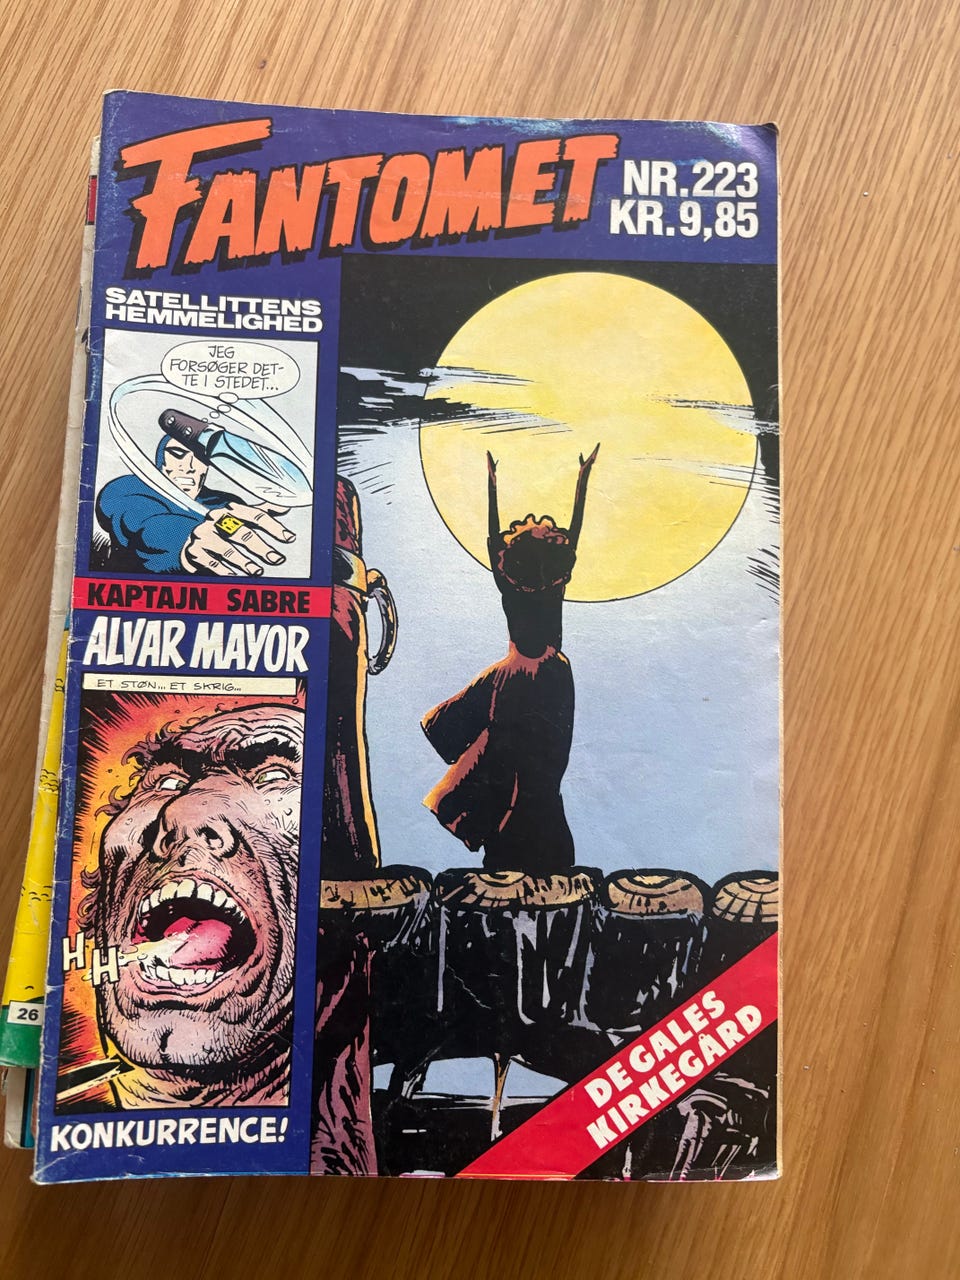 FANTOMET
NR.223
KR.9,85
SATELLITTENS
HEMMELIGHED
JEG
FORSØGER DET-
TE I STEDET...
KAPTAJN SABRE
ALVAR MAYOR
ET STØN... ET SKRIG...
HHH
KONKURRENCE!
DE GALES
KIRKEGÅRD
26